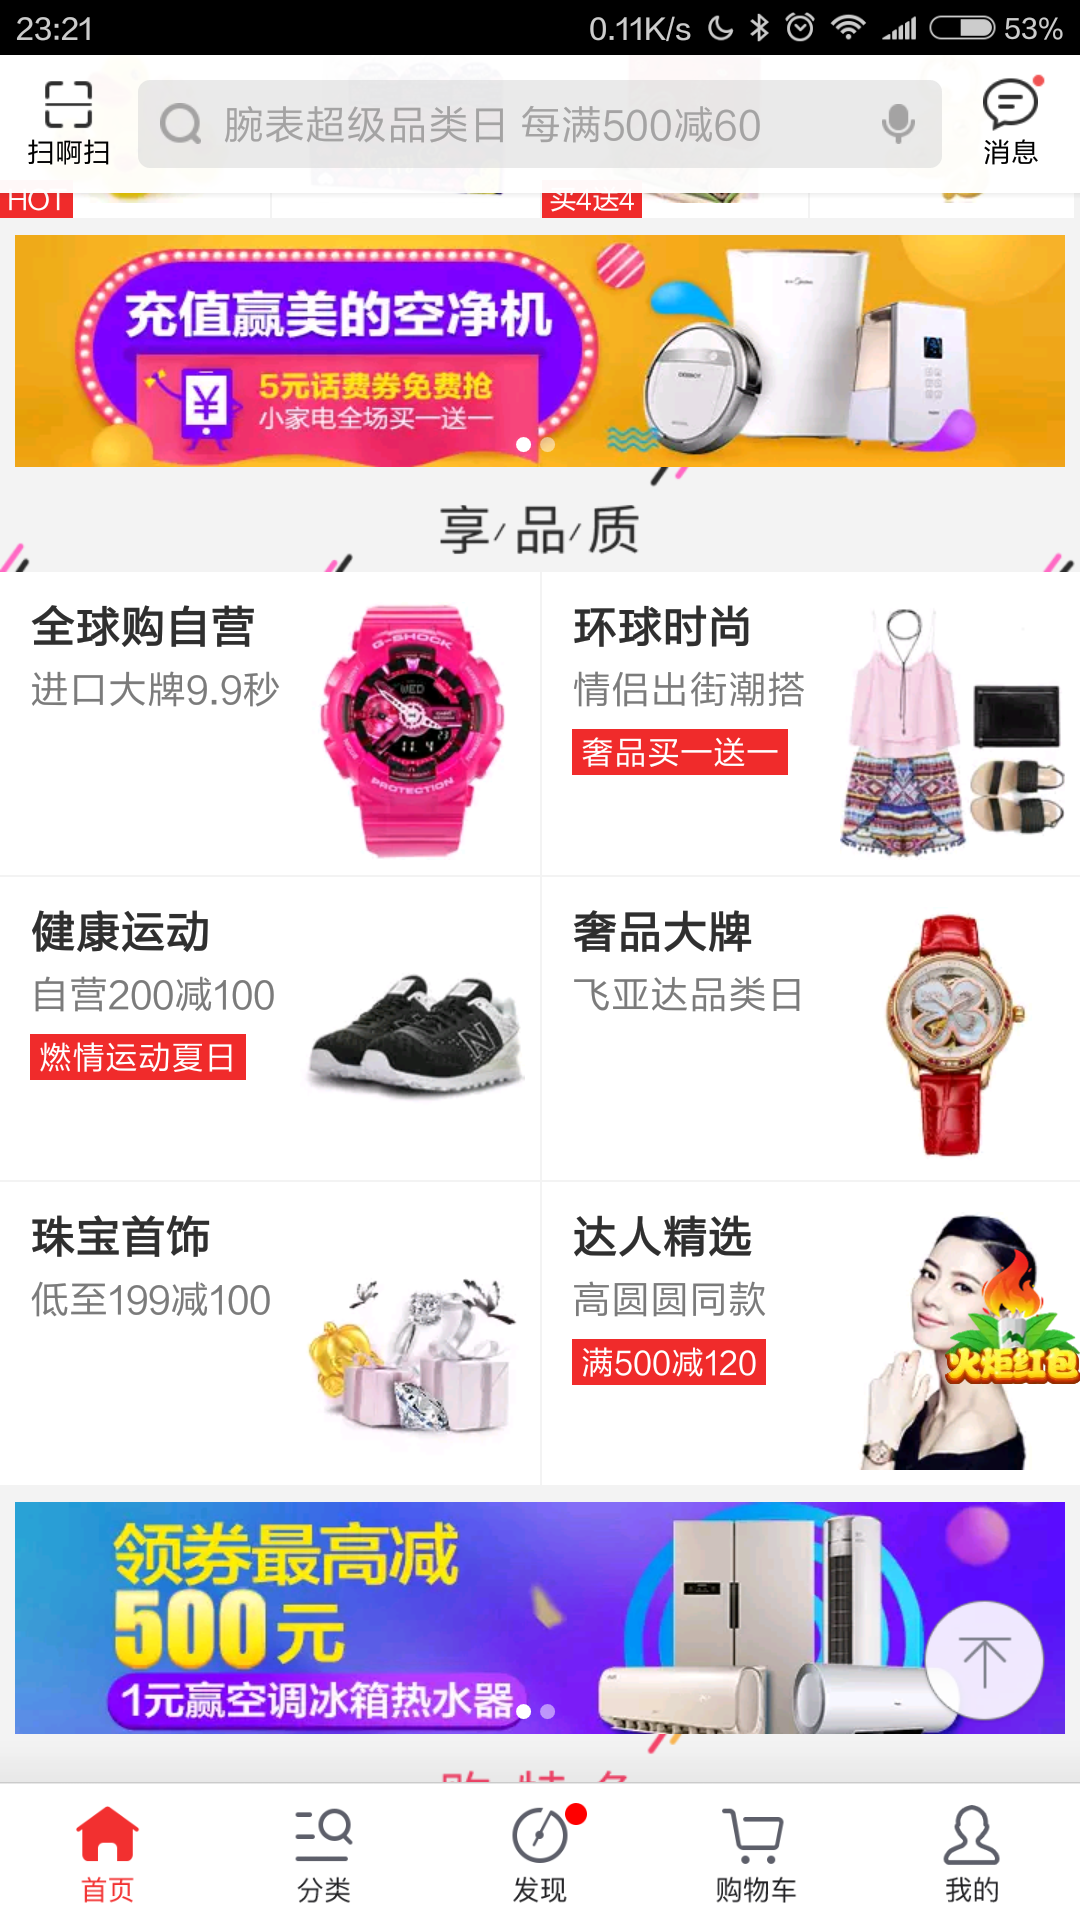 23:21
0.11K/s
53%
扫啊扫
腕表超级品类日 每满500减60
消息
HOT
买4送4
充值赢美的空净机
¥
5元话费券免费抢
小家电全场买一送一
享 品 质
全球购自营
进口大牌9.9秒
G-SHOCK
PROTECTION
环球时尚
情侣出街潮搭
奢品买一送一
健康运动
自营200减100
燃情运动夏日
N
奢品大牌
飞亚达品类日
珠宝首饰
低至199减100
达人精选
高圆圆同款
满500减120
火炬红包
领券最高减
500元
1元赢空调冰箱热水器
首页
分类
发现
购物车
我的